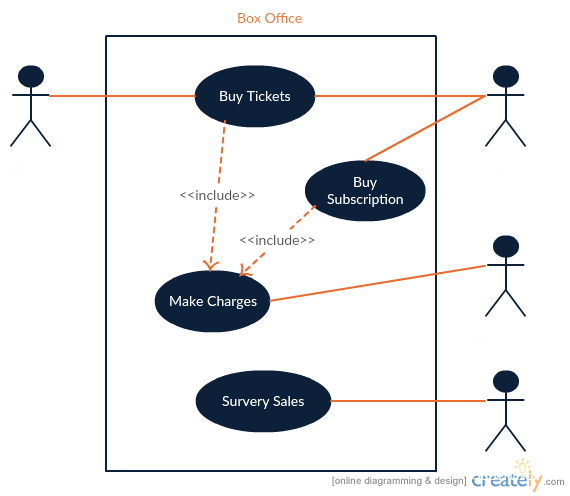 Box Office
Buy Tickets
Buy
Subscription
<<include>>
<<include>>
Make Charges
Survery Sales
[online diagramming & design] creately.com